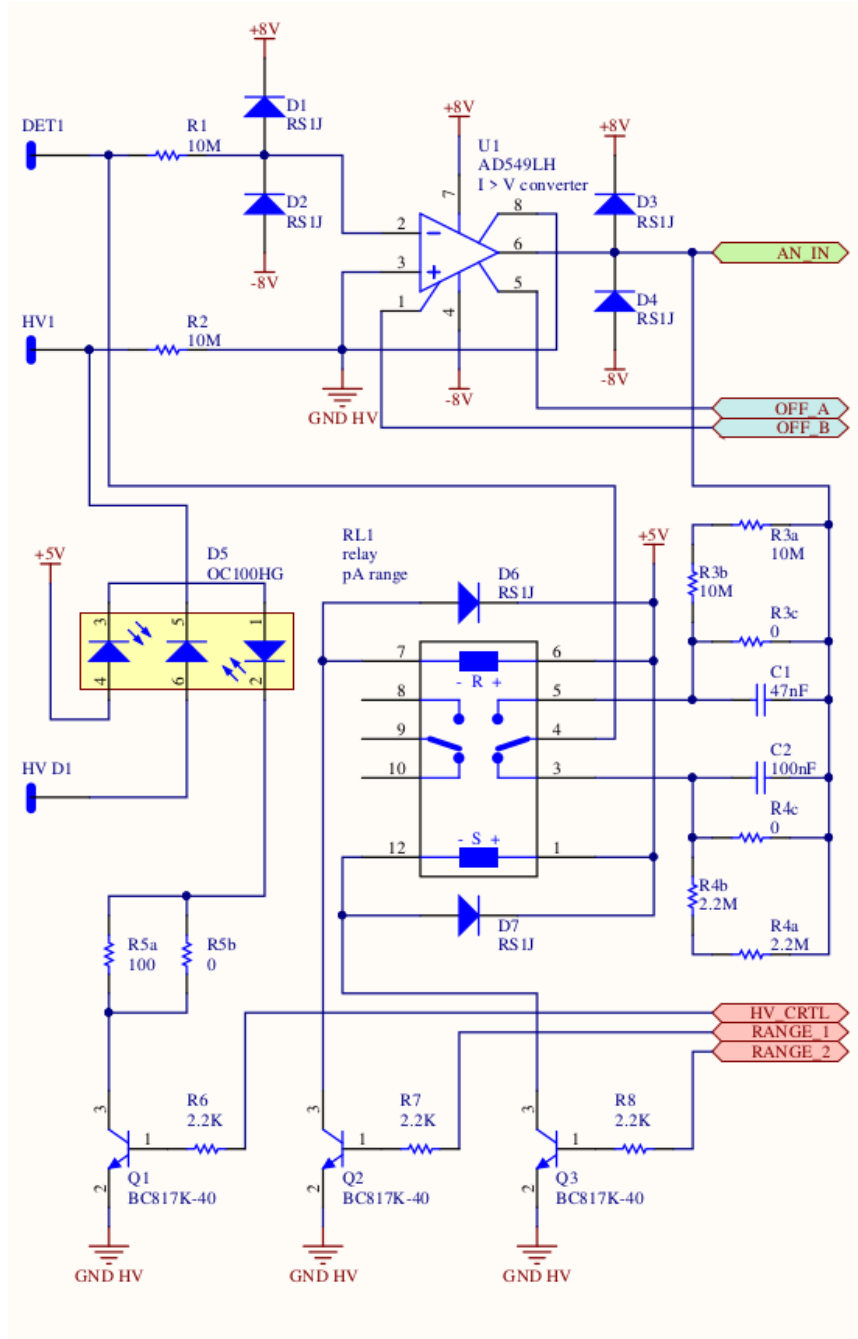 +8V
DET1
R1
10M
D1
RS1J
D2
RS1J
-8V
+8V
U1
AD549LH
I > V converter
7
8
2
3
1
6
5
4
-8V
+8V
D3
RS1J
D4
RS1J
-8V
AN_IN
HV1
R2
10M
GND HV
OFF_A
OFF_B
+5V
D5
OC100HG
3
5
1
4
6
2
HV D1
RL1
relay
pA range
D6
RS1J
+5V
7
6
- R +
8
5
9
4
10
3
12
- S +
1
D7
RS1J
R3a
10M
R3b
10M
R3c
0
C1
47nF
C2
100nF
R4c
0
R4b
2.2M
R4a
2.2M
R5a
100
R5b
0
HV_CRTL
RANGE_1
RANGE_2
R6
2.2K
3
1
2
Q1
BC817K-40
GND HV
R7
2.2K
3
1
2
Q2
BC817K-40
GND HV
R8
2.2K
3
1
2
Q3
BC817K-40
GND HV